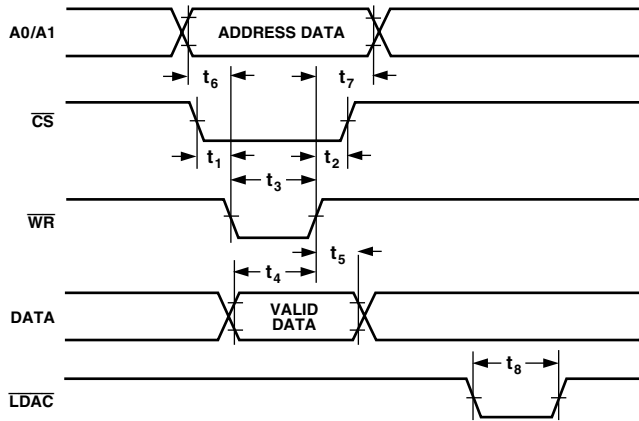 A0/A1
ADDRESS DATA
t6
t7
CS
t1
t2
t3
WR
t5
t4
DATA
VALID
DATA
t8
LDAC